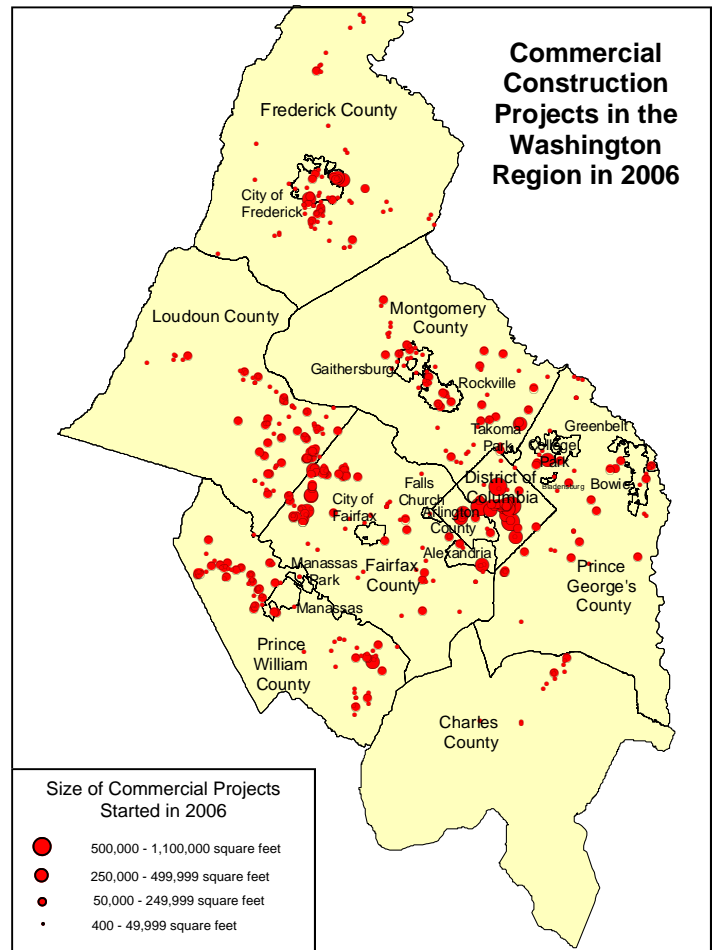 Commercial
Construction
Projects in the
Washington
Region in 2006
Frederick County
City of
Frederick
Loudoun County
Montgomery
County
Gaithersburg
Rockville
Takoma
Park
Greenbelt
College
Park
Bladensburg
Bowie
Falls
Church
District of
Columbia
City of
Fairfax
Arlington
County
Alexandria
Manassas
Park
Fairfax
County
Manassas
Prince
George's
County
Prince
William
County
Charles
County
Size of Commercial Projects
Started in 2006
500,000 - 1,100,000 square feet
250,000 - 499,999 square feet
50,000 - 249,999 square feet
400 - 49,999 square feet